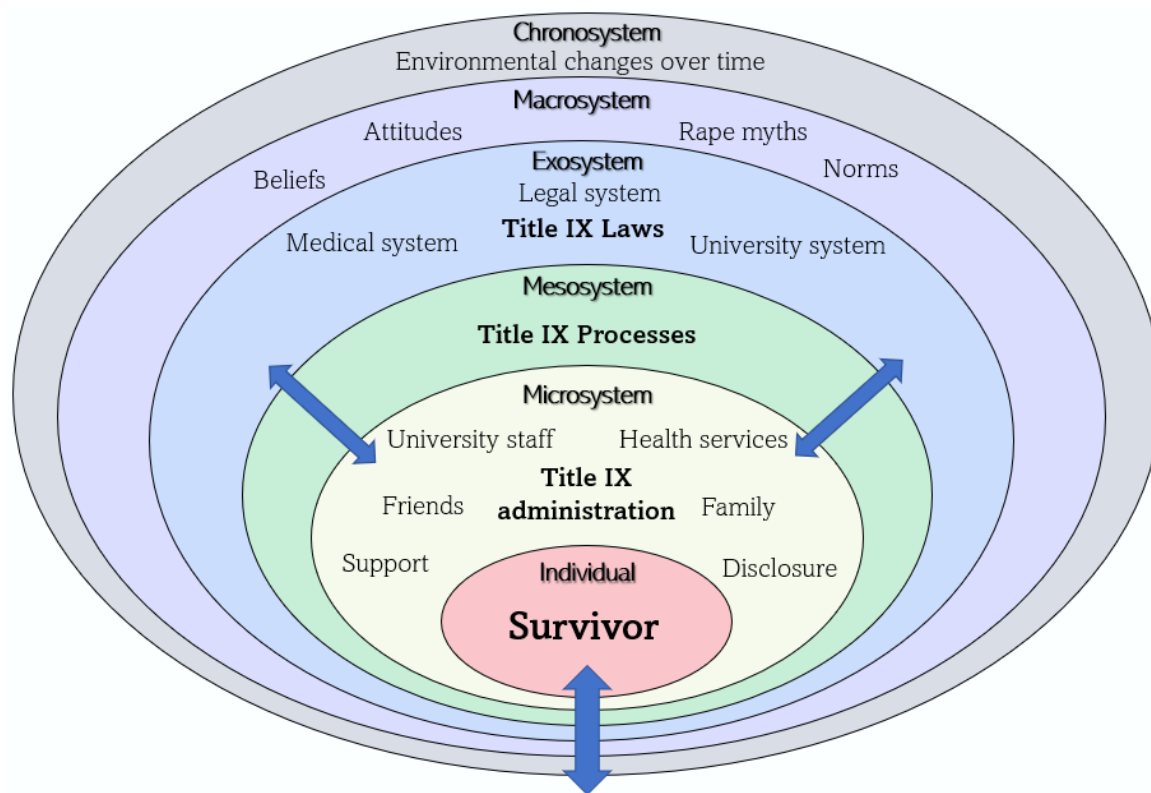 Chronosystem
Environmental changes over time
Macrosystem
Attitudes
Rape myths
Beliefs
Norms
Exosystem
Legal system
Medical system
Title IX Laws
University system
Mesosystem
Title IX Processes
Microsystem
University staff
Health services
Title IX
administration
Friends
Family
Support
Disclosure
Individual
Survivor